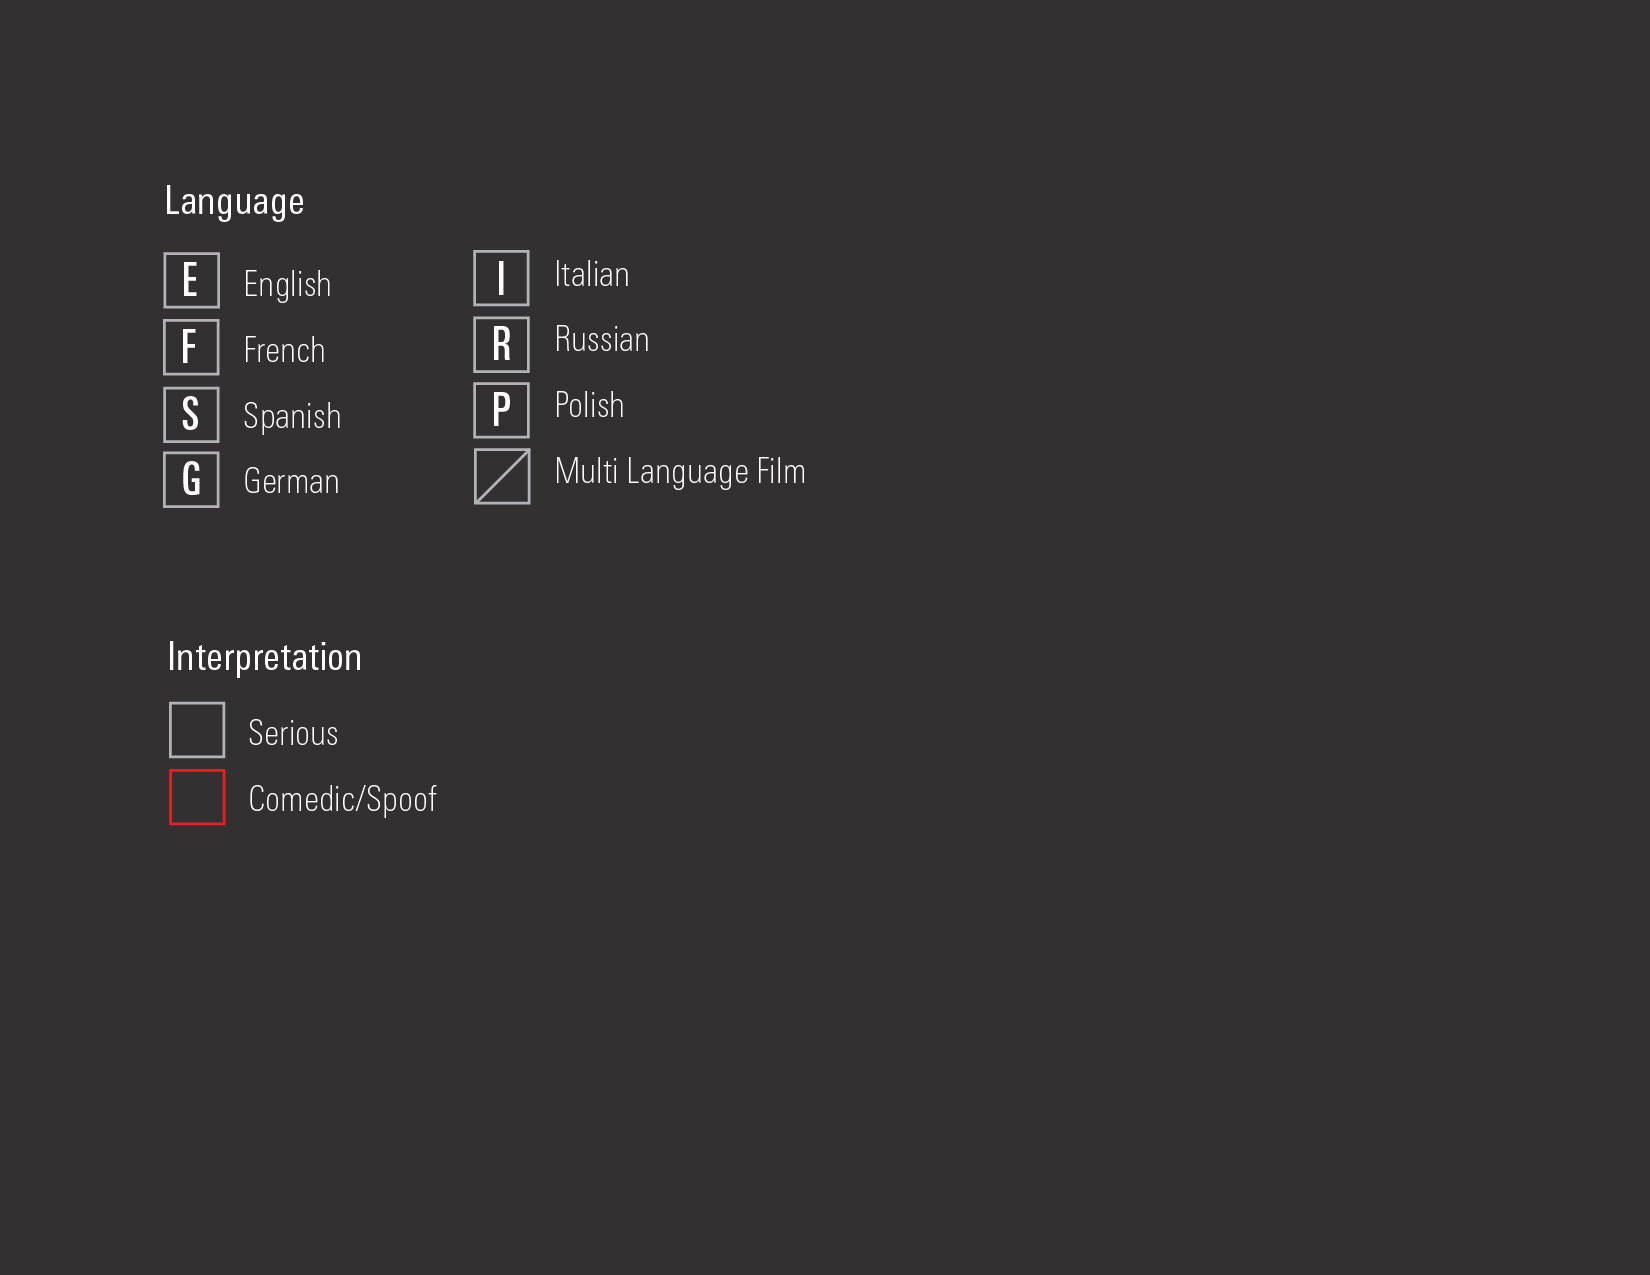 Language
E English
F French
S Spanish
G German
I Italian
R Russian
P Polish
Multi Language Film
Interpretation
Serious
Comedic/Spoof